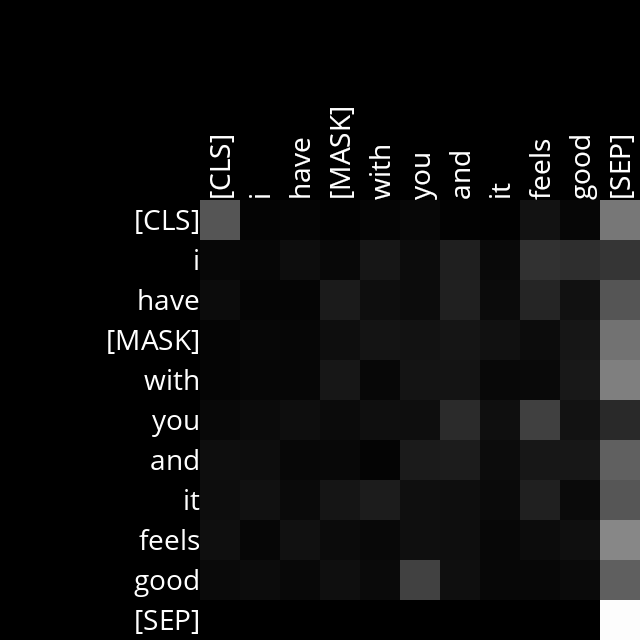 [CLS] i have [MASK] with you and it feels good [SEP]
[CLS]
i
have
[MASK]
with
you
and
it
feels
good
[SEP]